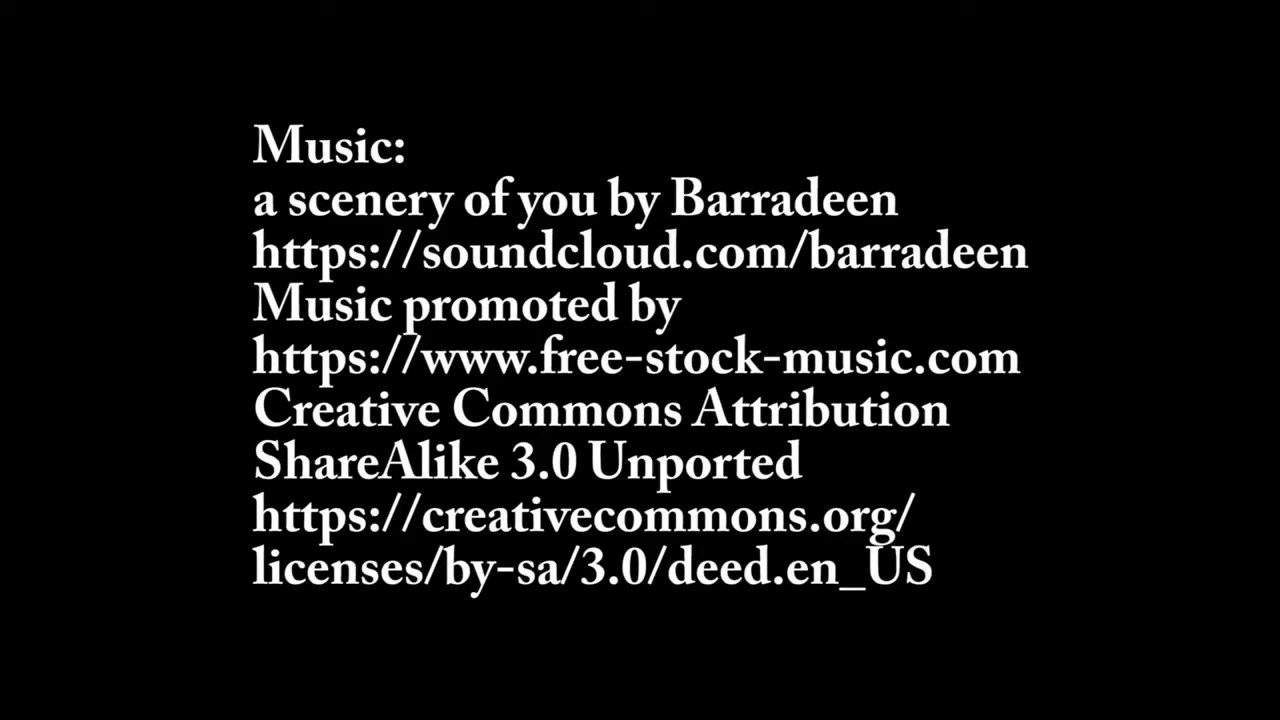 Music:
a scenery of you by Barradeen
https://soundcloud.com/barradeen
Music promoted by
https://www.free-stock-music.com
Creative Commons Attribution
ShareAlike 3.0 Unported
https://creativecommons.org/
licenses/by-sa/3.0/deed.en_US